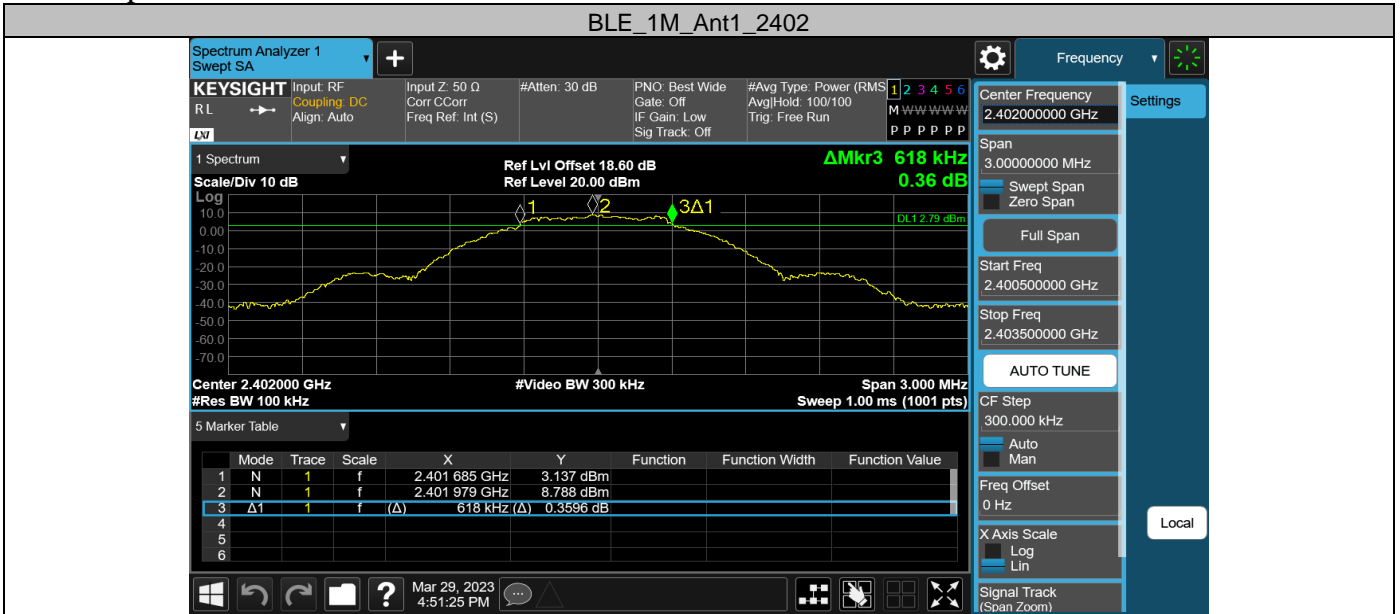 BLE_1M_Ant1_2402
Spectrum Analyzer 1
Swept SA
Frequency
KEYSIGHT
RL
LXI
Input: RF
Coupling: DC
Align: Auto
Input Z: 50 Ω
Corr CCorr
Freq Ref: Int (S)
#Atten: 30 dB
PNO: Best Wide
Gate: Off
IF Gain: Low
Sig Track: Off
#Avg Type: Power (RMS
Avg|Hold: 100/100
Trig: Free Run
1 2 3 4 5 6
M W W W W W
P P P P P P
1 Spectrum
Scale/Div 10 dB
Ref Lvl Offset 18.60 dB
Ref Level 20.00 dBm
ΔMkr3 618 kHz
0.36 dB
Log
1
2
3Δ1
DL1 2.79 dBm
10.0
0.00
-10.0
-20.0
-30.0
-40.0
-50.0
-60.0
-70.0
Center 2.402000 GHz
#Res BW 100 kHz
#Video BW 300 kHz
Span 3.000 MHz
Sweep 1.00 ms (1001 pts)
5 Marker Table
Mode Trace Scale X Y Function Function Width Function Value
1 N 1 f 2.401 685 GHz 3.137 dBm
2 N 1 f 2.401 979 GHz 8.788 dBm
3 Δ1 1 f (Δ) 618 kHz (Δ) 0.3596 dB
4
5
6
Mar 29, 2023
4:51:25 PM
Center Frequency
2.402000000 GHz
Span
3.00000000 MHz
Swept Span
Zero Span
Full Span
Start Freq
2.400500000 GHz
Stop Freq
2.403500000 GHz
AUTO TUNE
CF Step
300.000 kHz
Auto
Man
Freq Offset
0 Hz
X Axis Scale
Log
Lin
Signal Track
(Span Zoom)
Settings
Local